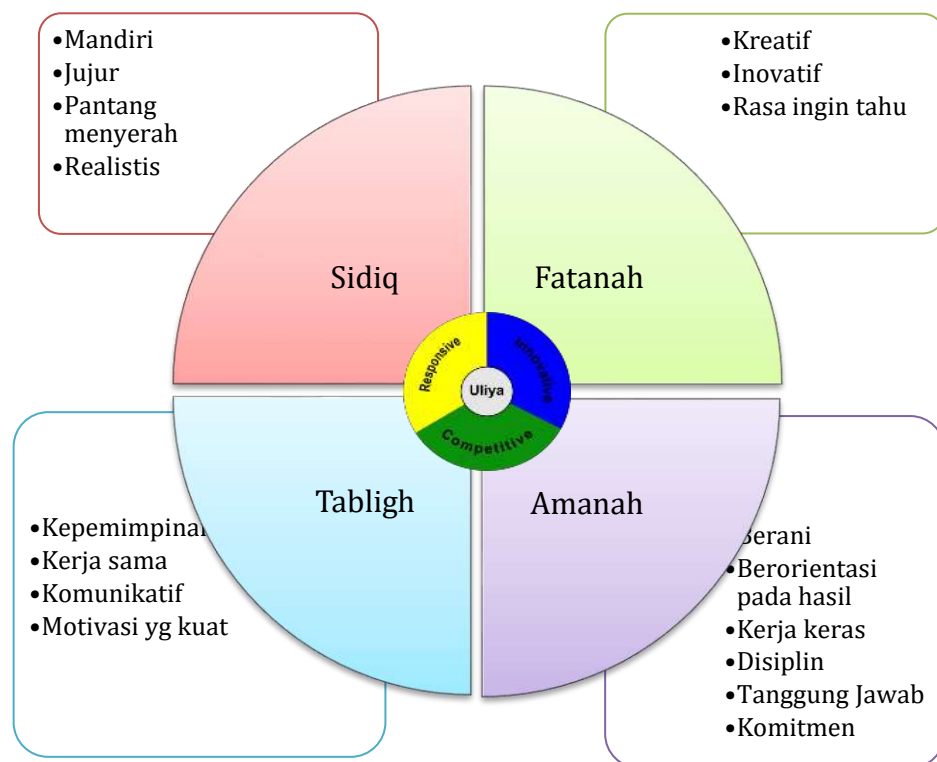 •Mandiri
•Jujur
•Pantang
menyerah
•Realistis
•Kreatif
•Inovatif
•Rasa ingin tahu
Sidiq
Fatanah
Responsive
Innovative
Uliya
Competitive
Tabligh
Amanah
•Kepemimpinan
•Kerja sama
•Komunikatif
•Motivasi yg kuat
Berani
•Berorientasi
pada hasil
•Kerja keras
•Disiplin
•Tanggung Jawab
•Komitmen